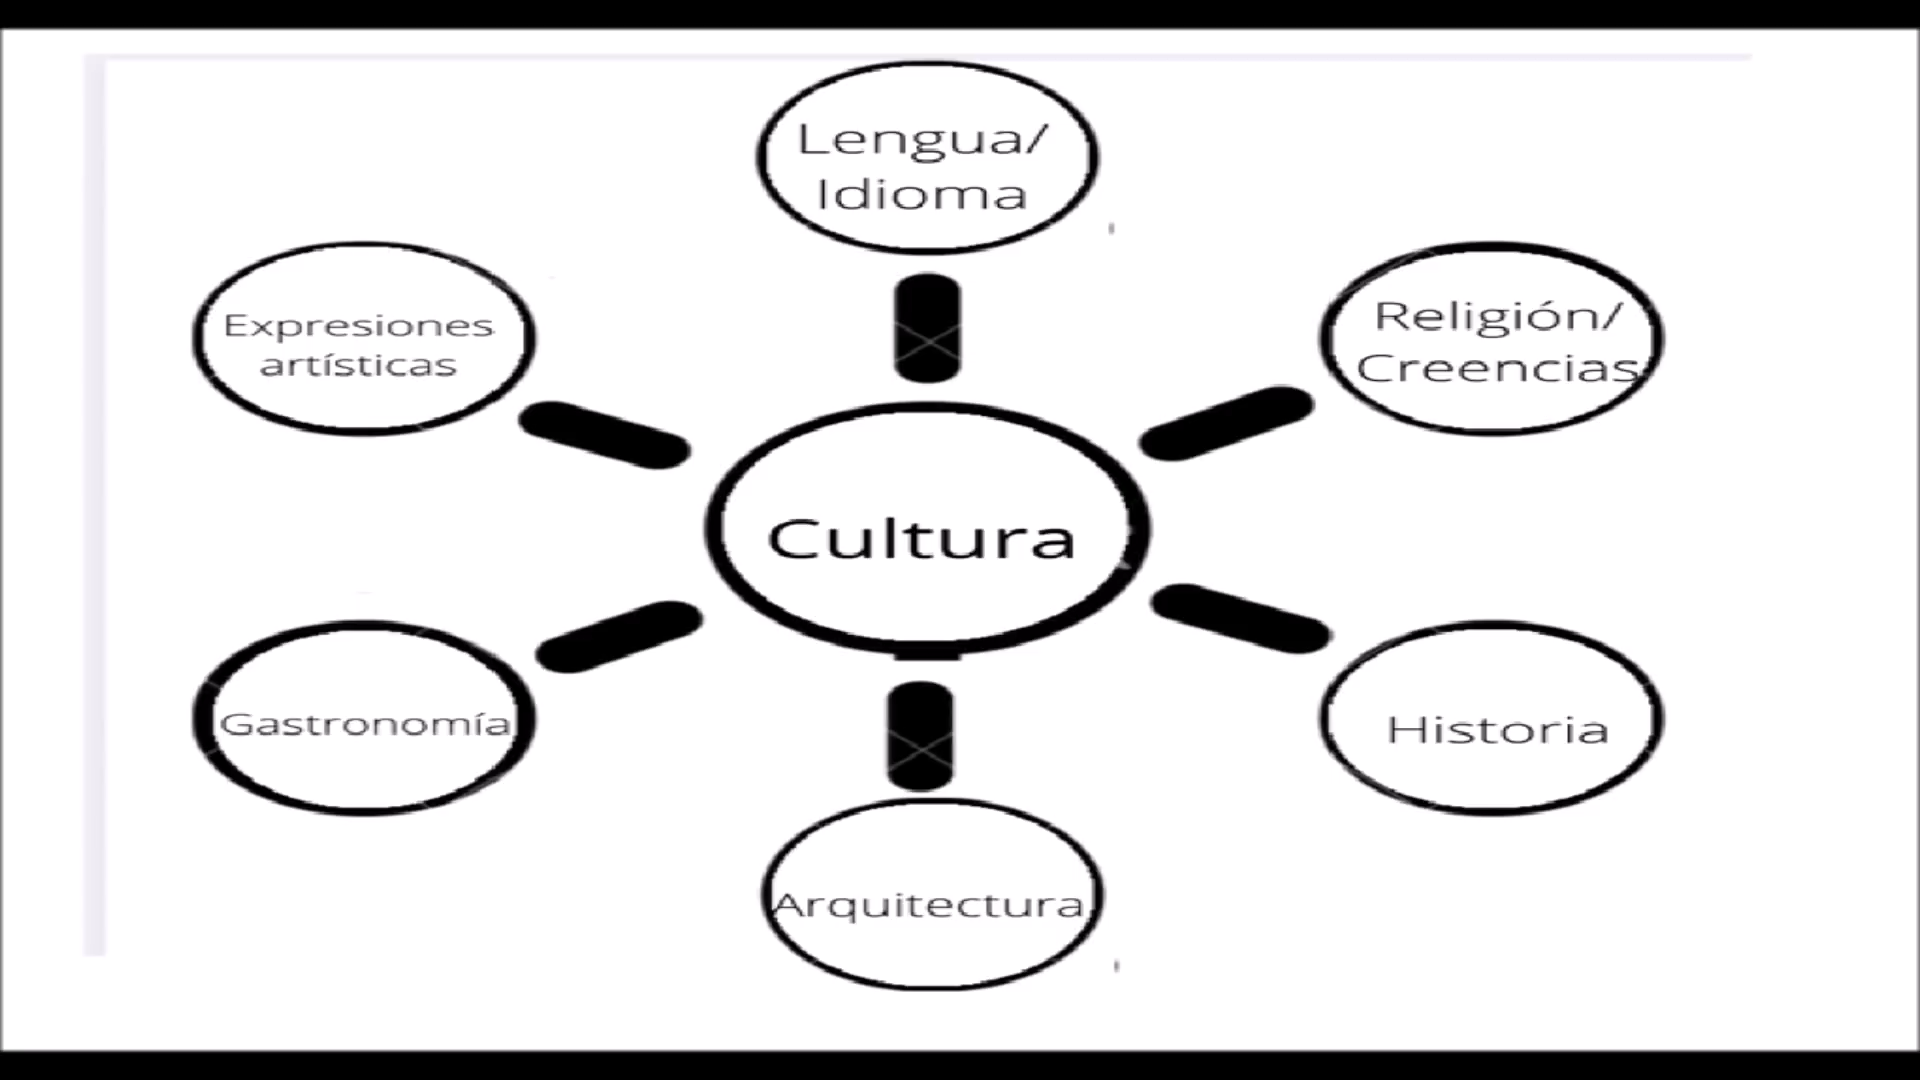 Lengua/
Idioma
Expresiones
artísticas
Religión/
Creencias
Cultura
Gastronomía
Historia
Arquitectura